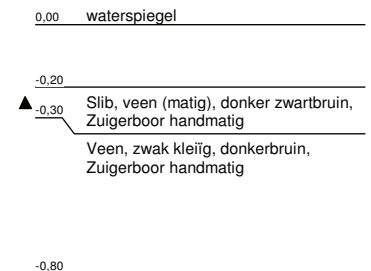 0,00 waterspiegel
-0,20
Slib, veen (matig), donker zwartbruin,
-0,30
Zuigerboor handmatig
Veen, zwak kleiïg, donkerbruin,
Zuigerboor handmatig
-0,80